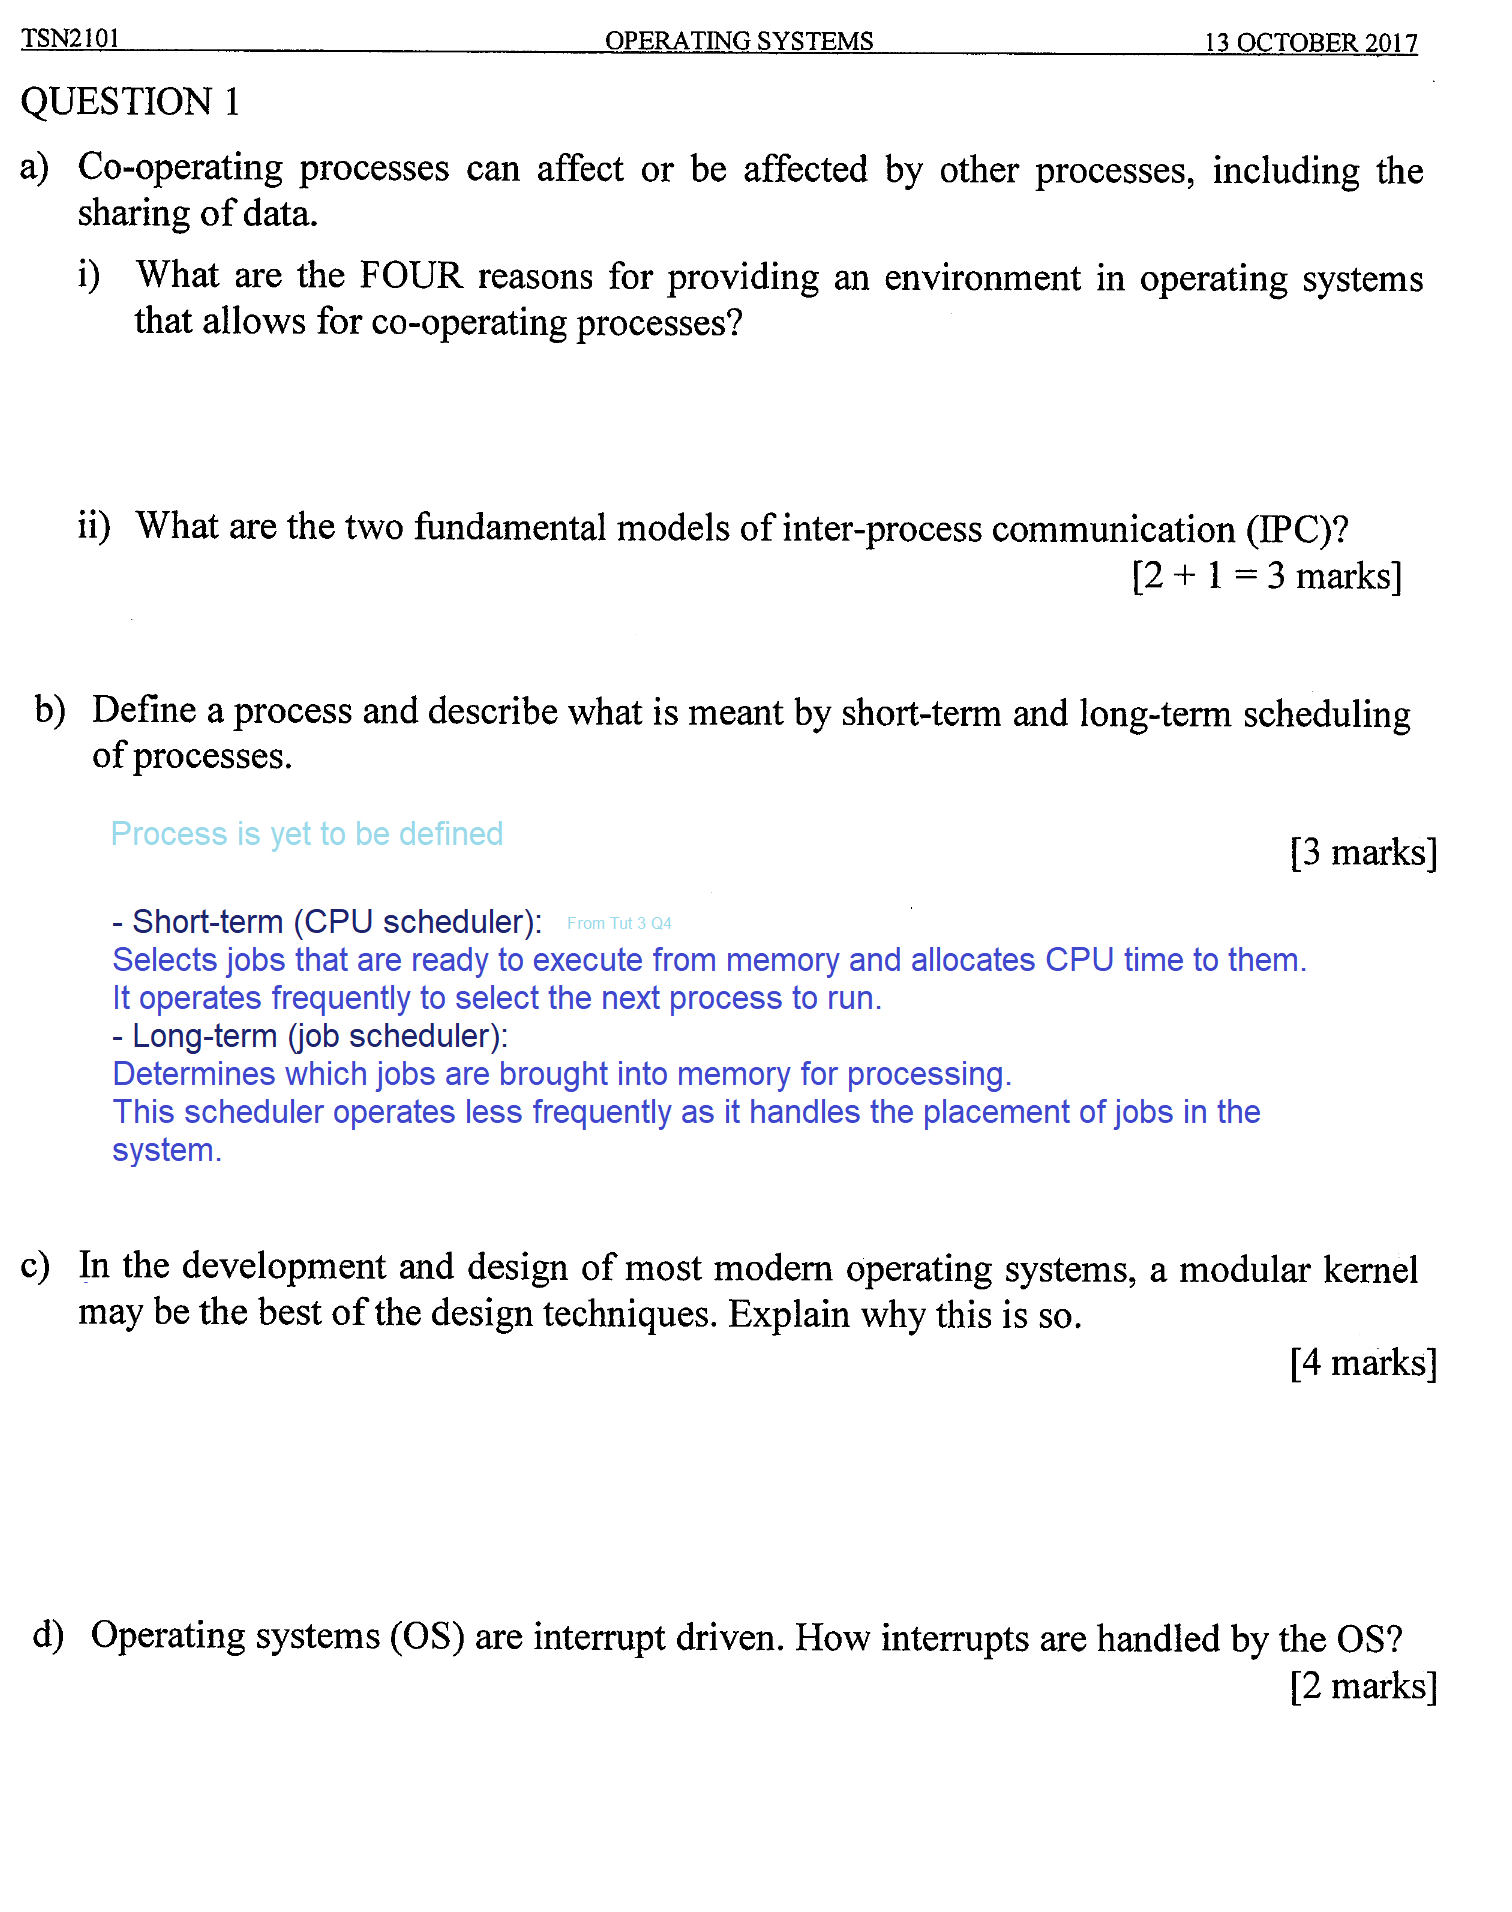 TSN2101 OPERATING SYSTEMS 13 OCTOBER 2017
QUESTION 1
a) Co-operating processes can affect or be affected by other processes, including the
sharing of data.
i) What are the FOUR reasons for providing an environment in operating systems
that allows for co-operating processes?
ii) What are the two fundamental models of inter-process communication (IPC)?
[2 + 1 = 3 marks]
b) Define a process and describe what is meant by short-term and long-term scheduling
of processes.
Process is yet to be defined
[3 marks]
- Short-term (CPU scheduler): From Tut 3 Q4
Selects jobs that are ready to execute from memory and allocates CPU time to them.
It operates frequently to select the next process to run.
- Long-term (job scheduler):
Determines which jobs are brought into memory for processing.
This scheduler operates less frequently as it handles the placement of jobs in the
system.
c) In the development and design of most modern operating systems, a modular kernel
may be the best of the design techniques. Explain why this is so.
[4 marks]
d) Operating systems (OS) are interrupt driven. How interrupts are handled by the OS?
[2 marks]